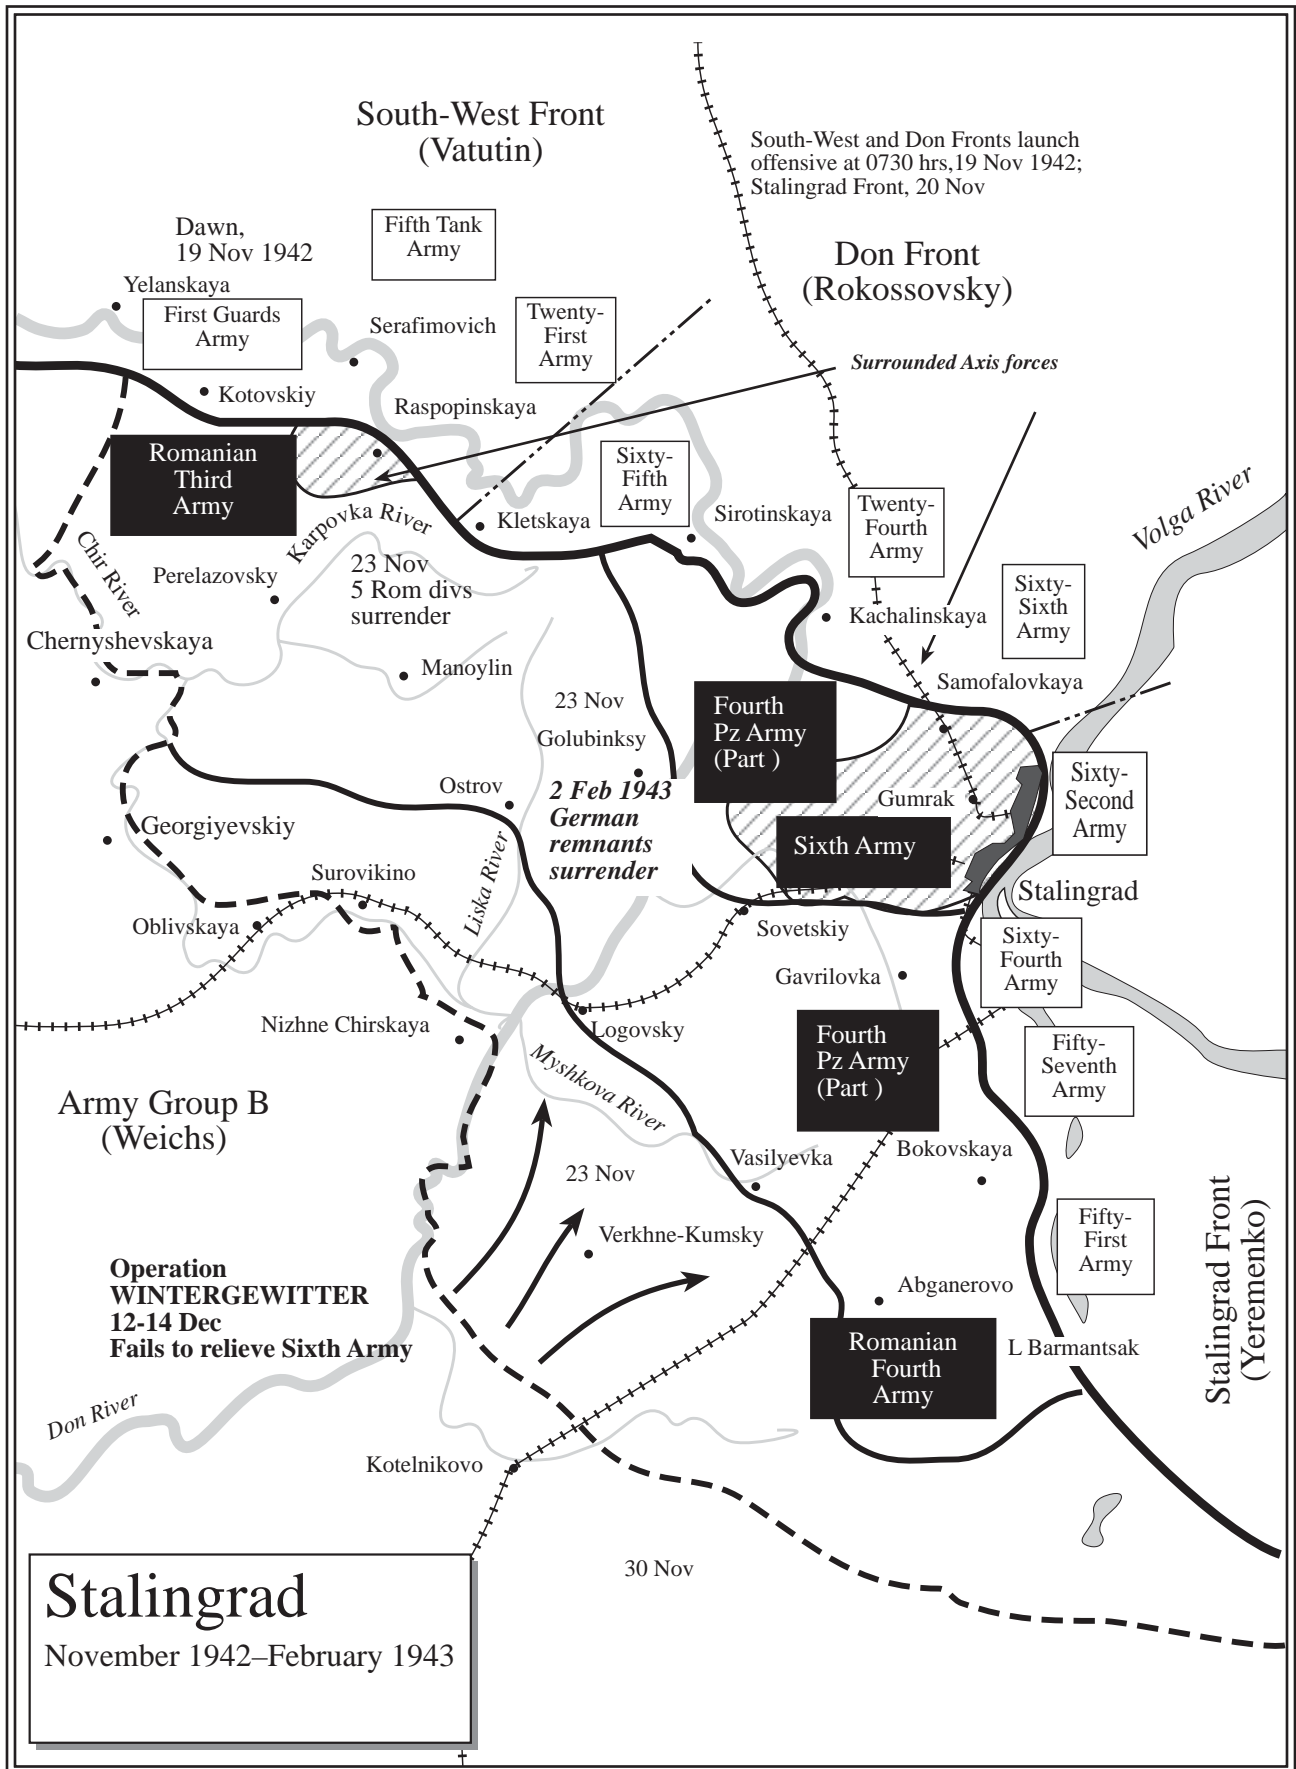 South-West Front
(Vatutin)
South-West and Don Fronts launch
offensive at 0730 hrs,19 Nov 1942;
Stalingrad Front, 20 Nov
Dawn,
19 Nov 1942
Fifth Tank
Army
Don Front
(Rokossovsky)
Yelanskaya
First Guards
Army
Serafimovich
Twenty-
First
Army
Surrounded Axis forces
Kotovskiy
Raspopinskaya
Romanian
Third
Army
Sixty-
Fifth
Army
Volga River
Karpovka River
Kletskaya
Sirotinskaya
Twenty-
Fourth
Army
Chir River
Perelazovsky
23 Nov
5 Rom divs
surrender
Sixty-
Sixth
Army
Kachalinskaya
Chernyshevskaya
Manoylin
Samofalovkaya
23 Nov
Golubinksy
Fourth
Pz Army
(Part )
Ostrov
2 Feb 1943
German
remnants
surrender
Gumrak
Sixty-
Second
Army
Georgiyevskiy
Sixth Army
Surovikino
Liska River
Stalingrad
Oblivskaya
Sovetskiy
Sixty-
Fourth
Army
Gavrilovka
Nizhne Chirskaya
Logovsky
Fourth
Pz Army
(Part )
Fifty-
Seventh
Army
Myshkova River
Army Group B
(Weichs)
Vasilyevka
Bokovskaya
23 Nov
Verkhne-Kumsky
Fifty-
First
Army
Stalingrad Front
(Yeremenko)
Operation
WINTERGEWITTER
12-14 Dec
Fails to relieve Sixth Army
Abganerovo
Romanian
Fourth
Army
L Barmantsak
Don River
Kotelnikovo
30 Nov
Stalingrad
November 1942–February 1943